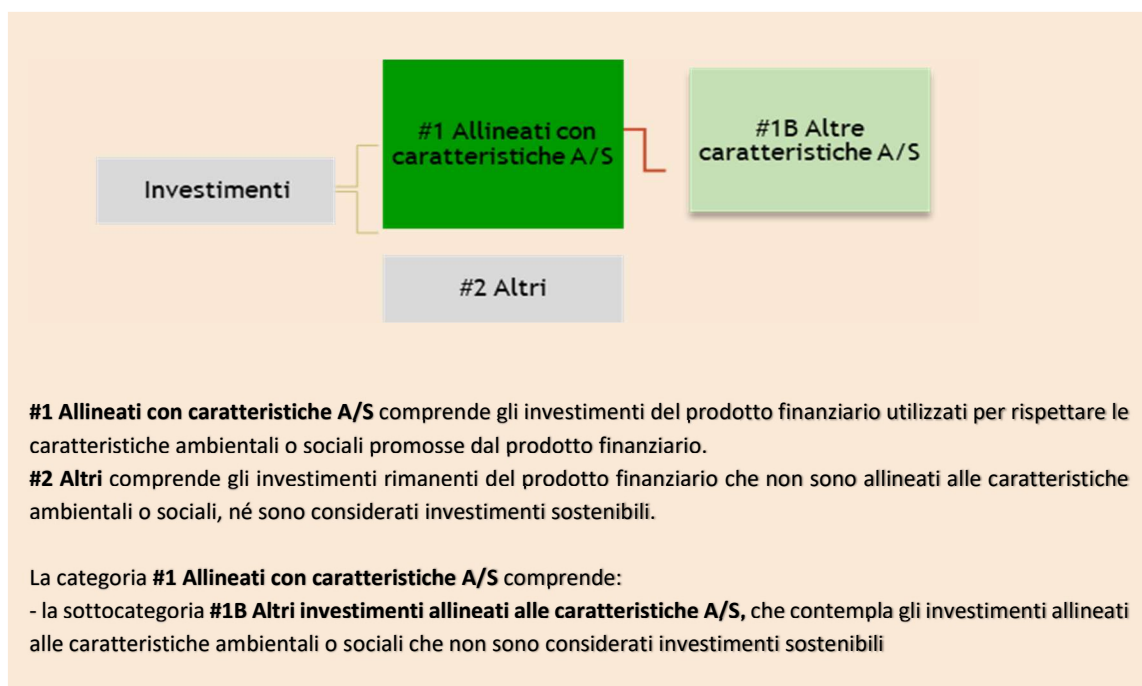 #1 Allineati con
caratteristiche A/S
#1B Altre
caratteristiche A/S
Investimenti
#2 Altri
#1 Allineati con caratteristiche A/S comprende gli investimenti del prodotto finanziario utilizzati per rispettare le
caratteristiche ambientali o sociali promosse dal prodotto finanziario.
#2 Altri comprende gli investimenti rimanenti del prodotto finanziario che non sono allineati alle caratteristiche
ambientali o sociali, né sono considerati investimenti sostenibili.
La categoria #1 Allineati con caratteristiche A/S comprende:
- la sottocategoria #1B Altri investimenti allineati alle caratteristiche A/S, che contempla gli investimenti allineati
alle caratteristiche ambientali o sociali che non sono considerati investimenti sostenibili